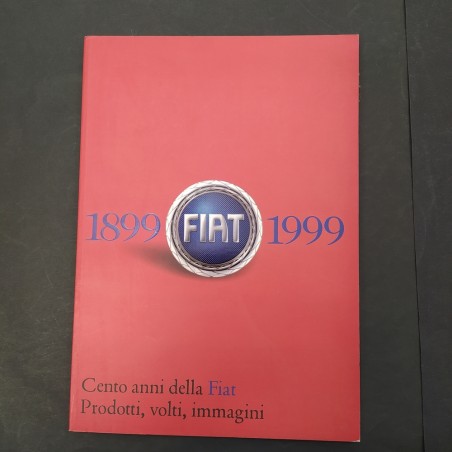 1899 FIAT 1999
Cento anni della Fiat
Prodotti, volti, immagini